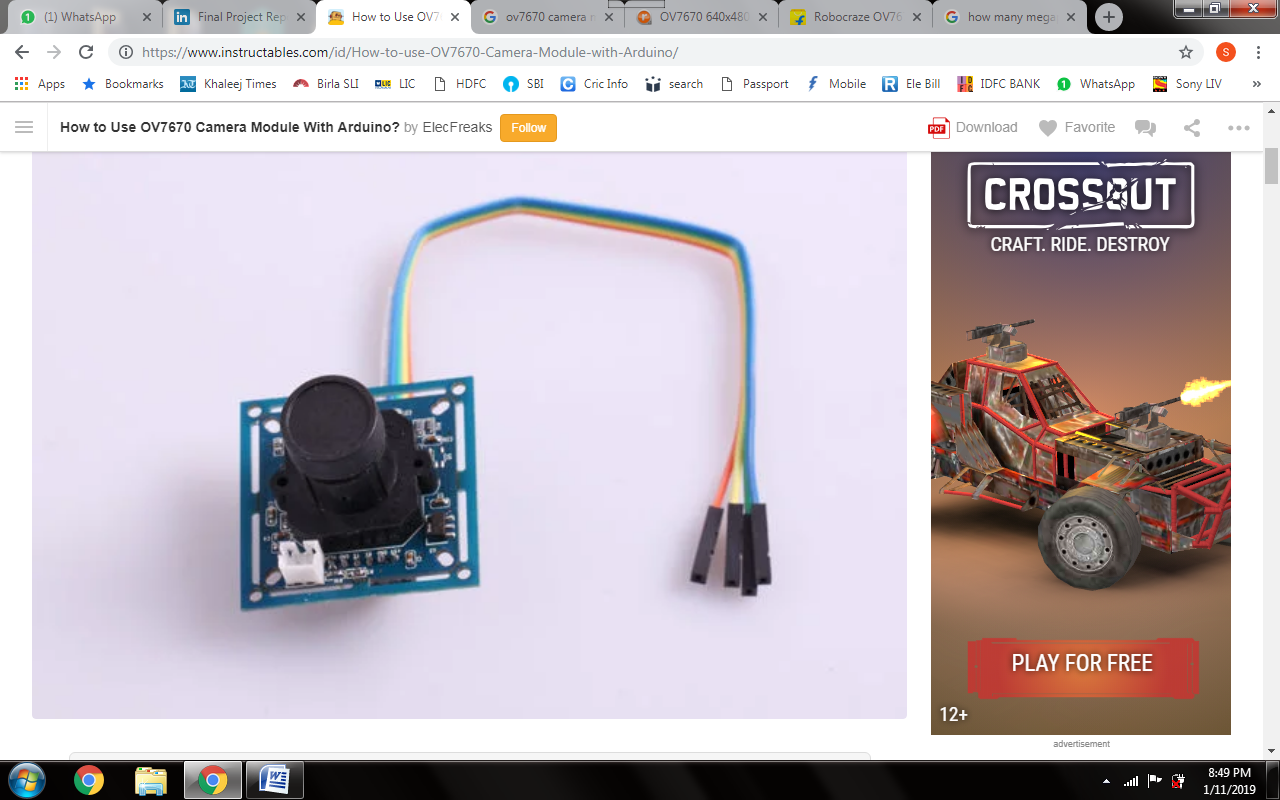 (1) WhatsApp
Final Project Rep
How to Use OV7
ov7670 camera m
OV7670 640x480
Robocraze OV76
how many mega
https://www.instructables.com/id/How-to-use-OV7670-Camera-Module-with-Arduino/
S
Apps
Bookmarks
Khaleej Times
Birla SLI
LIC
HDFC
SBI
Cric Info
search
Passport
Mobile
Ele Bill
IDFC BANK
WhatsApp
Sony LIV
»
How to Use OV7670 Camera Module With Arduino? by ElecFreaks
Follow
PDF
Download
Favorite
CROSSOUT
CRAFT. RIDE. DESTROY
PLAY FOR FREE
12+
advertisement
8:49 PM
1/11/2019